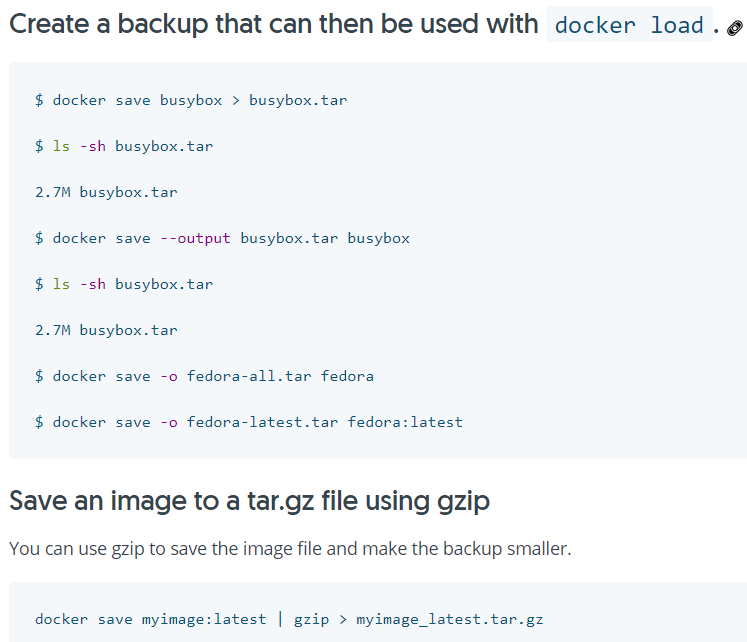 Create a backup that can then be used with docker load.
$ docker save busybox > busybox.tar
$ ls -sh busybox.tar
2.7M busybox.tar
$ docker save --output busybox.tar busybox
$ ls -sh busybox.tar
2.7M busybox.tar
$ docker save -o fedora-all.tar fedora
$ docker save -o fedora-latest.tar fedora:latest
Save an image to a tar.gz file using gzip
You can use gzip to save the image file and make the backup smaller.
docker save myimage:latest | gzip > myimage_latest.tar.gz